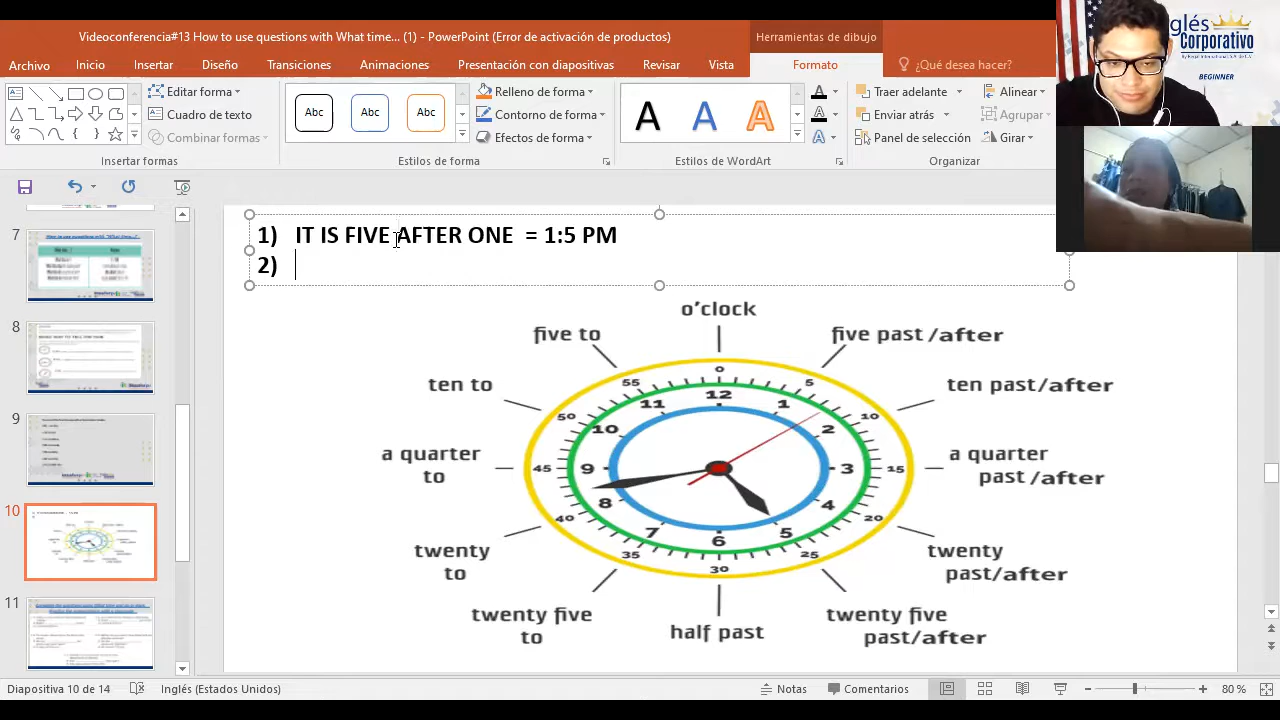 Videoconferencia#13 How to use questions with What time... (1) - PowerPoint (Error de activación de productos)
Herramientas de dibujo
glés
Corporativo
By Regal International, S.A. de C.V.
BEGINNER
Archivo Inicio Insertar Diseño Transiciones Animaciones Presentación con diapositivas Revisar Vista Formato ¿Qué desea hacer?
Editar forma
Cuadro de texto
Combinar formas
Insertar formas
Abc Abc Abc
Relleno de forma
Contorno de forma
Efectos de forma
Estilos de forma
A A A
Estilos de WordArt
Traer adelante
Enviar atrás
Panel de selección
Alinear
Agrupar
Girar
Organizar
7
8
9
10
11
1) IT IS FIVE AFTER ONE = 1:5 PM
2)
o'clock
five to
five past /after
ten to
ten past/after
a quarter
to
a quarter
past /after
twenty
to
twenty
past/after
twenty five
to
half past
twenty five
past/after
0 5 10 15 20 25 30 35 40 45 50 55
12 1 2 3 4 5 6 7 8 9 10 11
Diapositiva 10 de 14 Inglés (Estados Unidos) Notas Comentarios 80 %